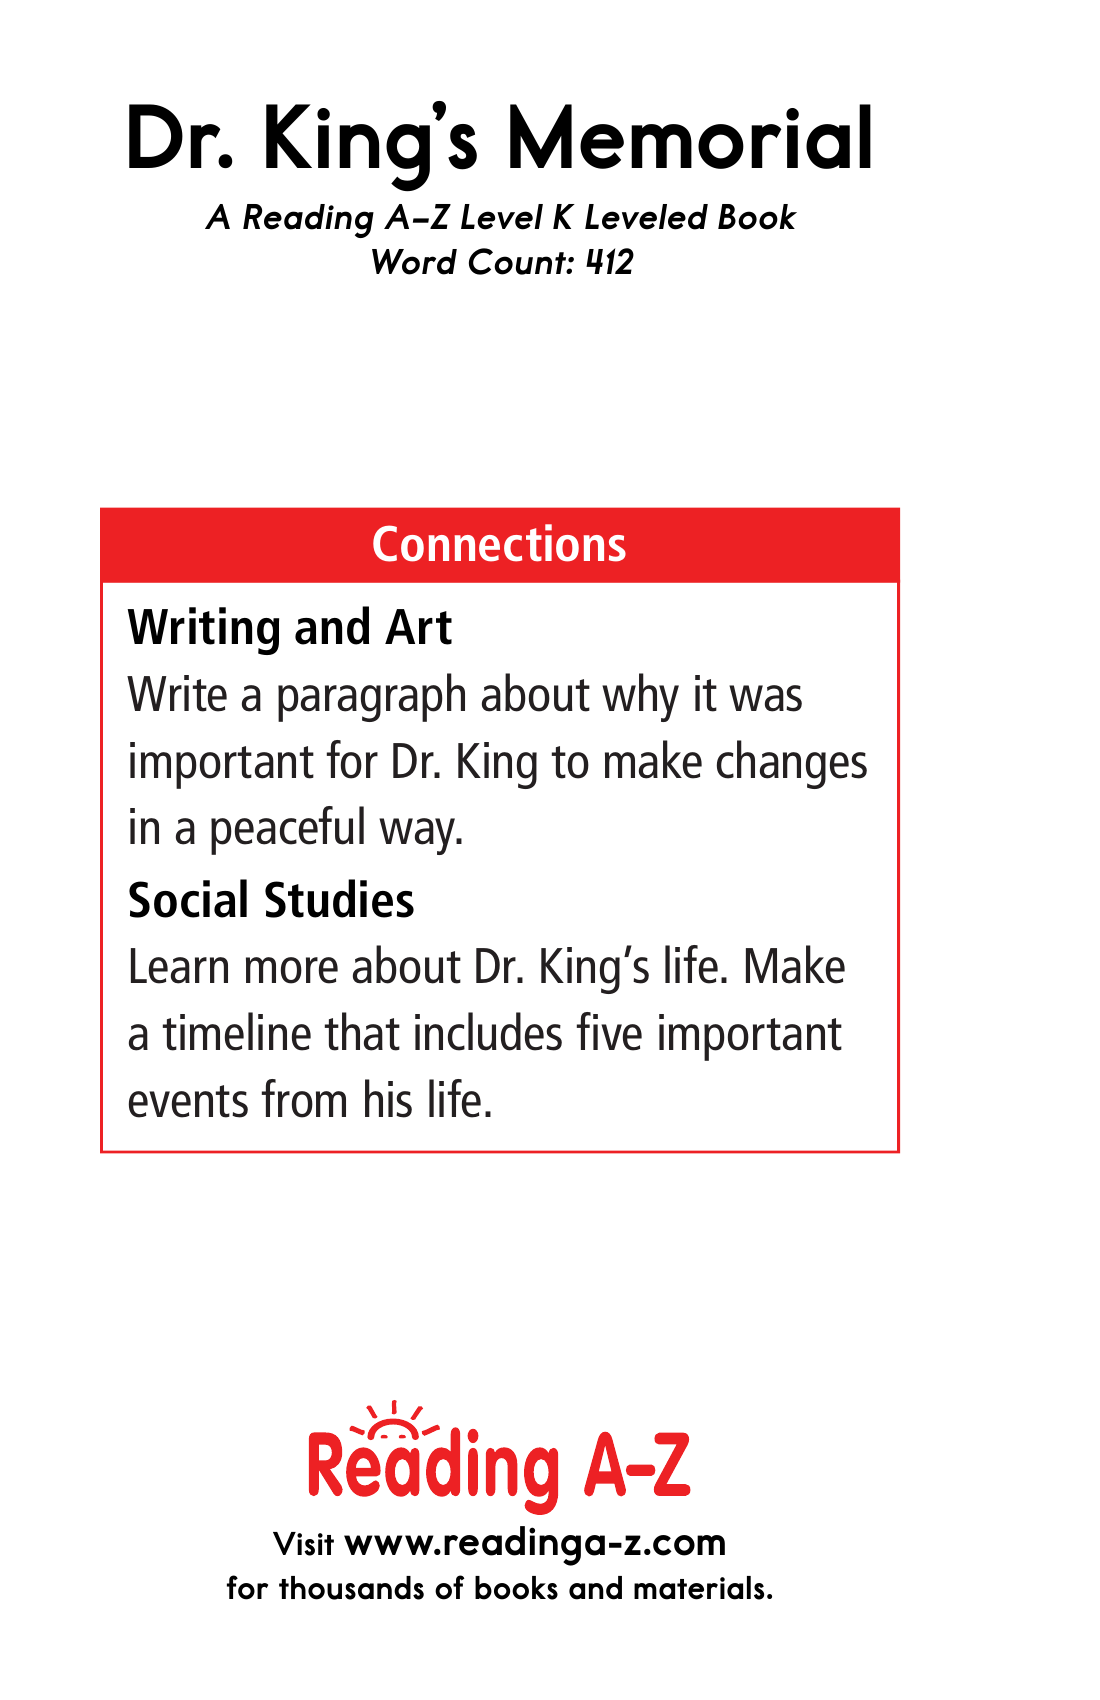 Dr. King’s Memorial
A Reading A–Z Level K Leveled Book
Word Count: 412
Connections
Writing and Art
Write a paragraph about why it was
important for Dr. King to make changes
in a peaceful way.
Social Studies
Learn more about Dr. King’s life. Make
a timeline that includes five important
events from his life.
Reading A–Z
Visit www.readinga-z.com
for thousands of books and materials.